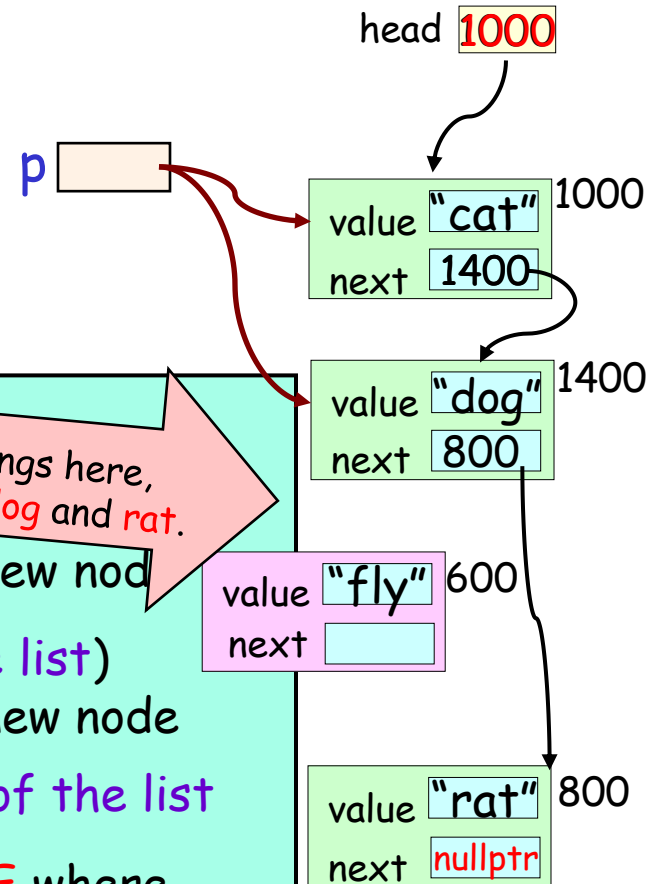 head 1000
p
1000
value "cat"
next 1400
1400
value "dog"
next 800
ngs here,
og and rat.
ew nod
value "fly" 600
next
list)
ew node
of the list
value "rat" 800
next nullptr
where